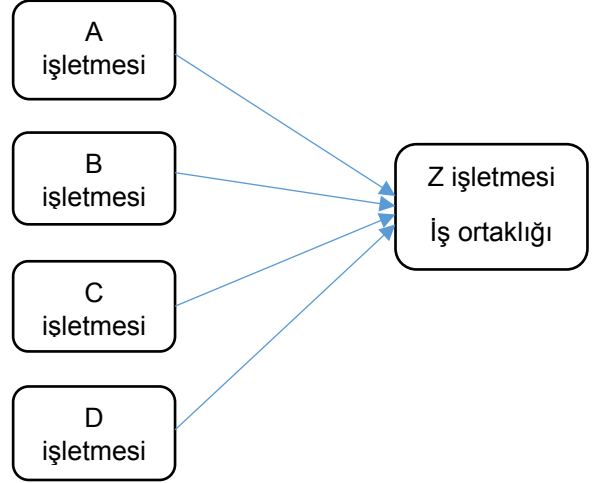 A
işletmesi
B
işletmesi
C
işletmesi
D
işletmesi
Z işletmesi
İş ortaklığı